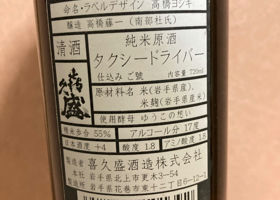 命名・ラベルデザイン 高橋ヨシキ
醸造 高橋藤一(南部杜氏)
清酒
純米原酒
タクシードライバー
仕込み ご號 内容量 720ml
喜久盛
原材料名 米(岩手県産)、
米麹(岩手県産米)
使用酵母 ゆうこの想い
精米歩合 55% アルコール分 17度
日本酒度 +4 酸度 1.8 アミノ酸度 1.8
製造者 喜久盛酒造株式会社
岩手県北上市更木3-54
岩手県花巻市東十二丁目6-12-1